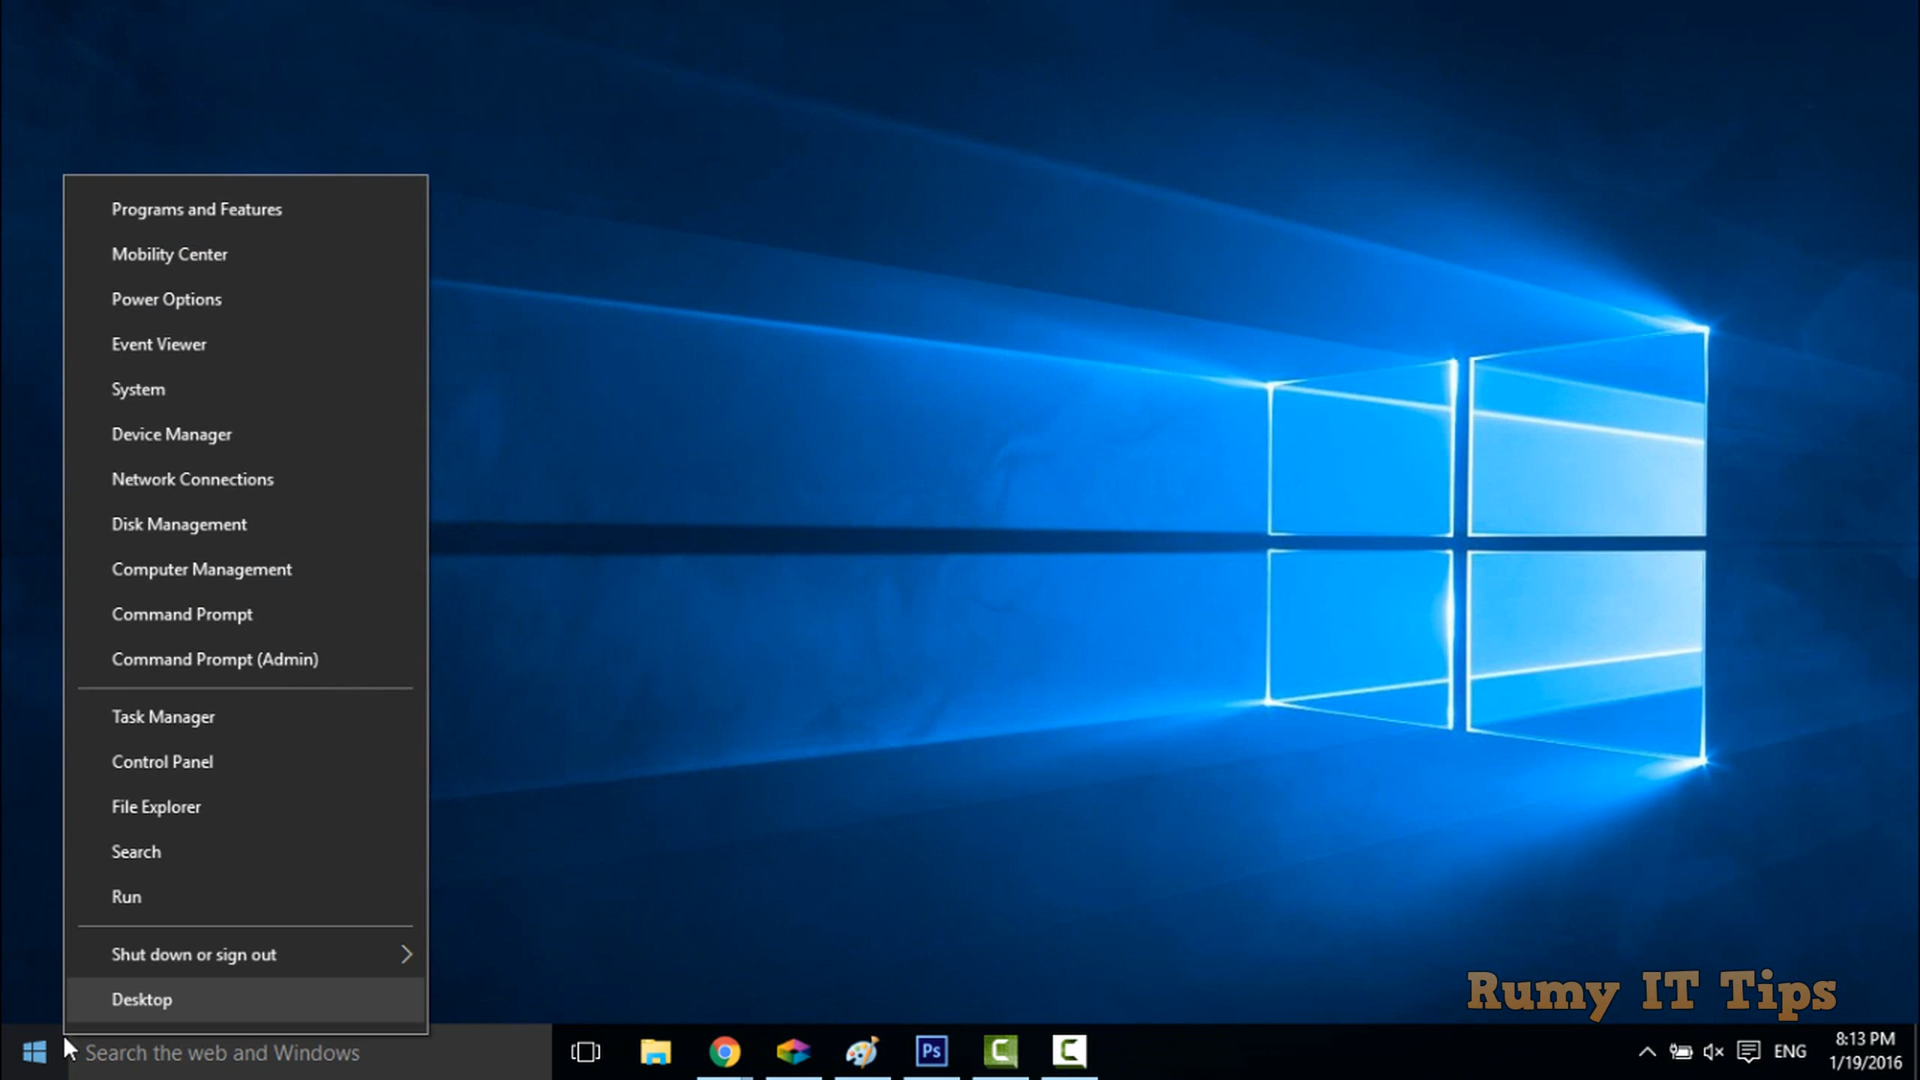 Programs and Features
Mobility Center
Power Options
Event Viewer
System
Device Manager
Network Connections
Disk Management
Computer Management
Command Prompt
Command Prompt (Admin)
Task Manager
Control Panel
File Explorer
Search
Run
Shut down or sign out
Desktop
Rumy IT Tips
Search the web and Windows
Ps
C
C
ENG
8:13 PM
1/19/2016